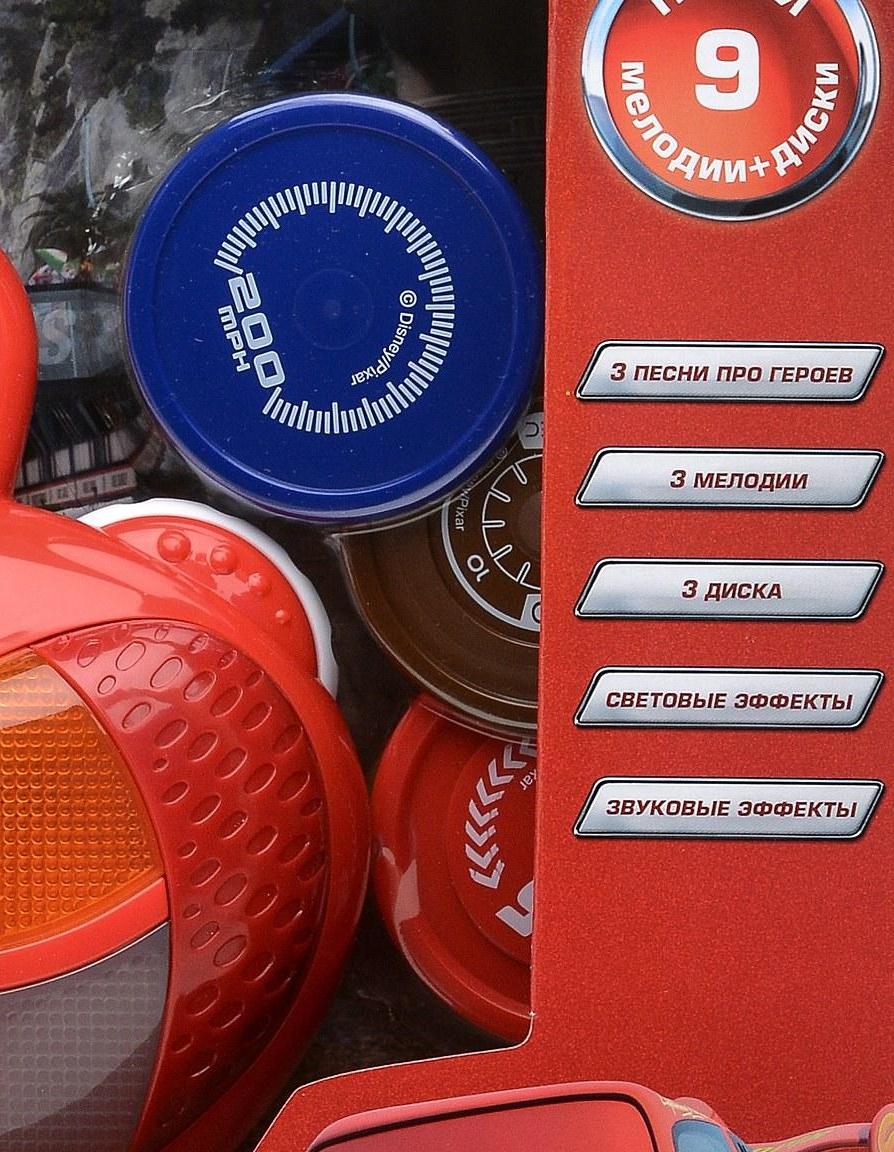 9
мелодии+диски
3 ПЕСНИ ПРО ГЕРОЕВ
3 МЕЛОДИИ
3 ДИСКА
СВЕТОВЫЕ ЭФФЕКТЫ
ЗВУКОВЫЕ ЭФФЕКТЫ
200
MPH
© Disney/Pixar
10